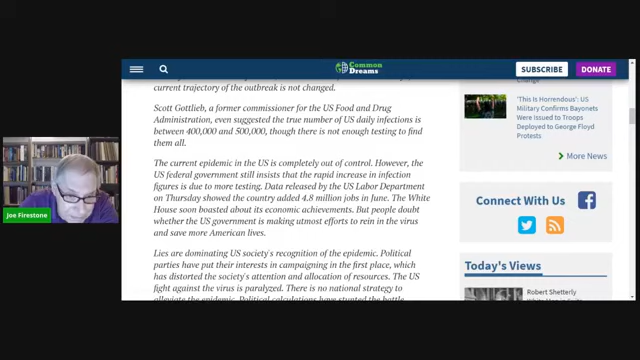 Common
Dreams
SUBSCRIBE
DONATE
current trajectory of the outbreak is not changed.
Scott Gottlieb, a former commissioner for the US Food and Drug
Administration, even suggested the true number of US daily infections is
between 400,000 and 500,000, though there is not enough testing to find
them all.
The current epidemic in the US is completely out of control. However, the
US federal government still insists that the rapid increase in infection
figures is due to more testing. Data released by the US Labor Department
on Thursday showed the country added 4.8 million jobs in June. The White
House soon boasted about its economic achievements. But people doubt
whether the US government is making utmost efforts to rein in the virus
and save more American lives.
Lies are dominating US society's recognition of the epidemic. Political
parties have put their interests in campaigning in the first place, which
has distorted the society's attention and allocation of resources. The US
fight against the virus is paralyzed. There is no national strategy to
alleviate the epidemic. Political calculations have stunted the battle
Change
'This Is Horrendous': US
Military Confirms Bayonets
Were Issued to Troops
Deployed to George Floyd
Protests
More News
Connect With Us
Today's Views
Robert Shetterly
Joe Firestone